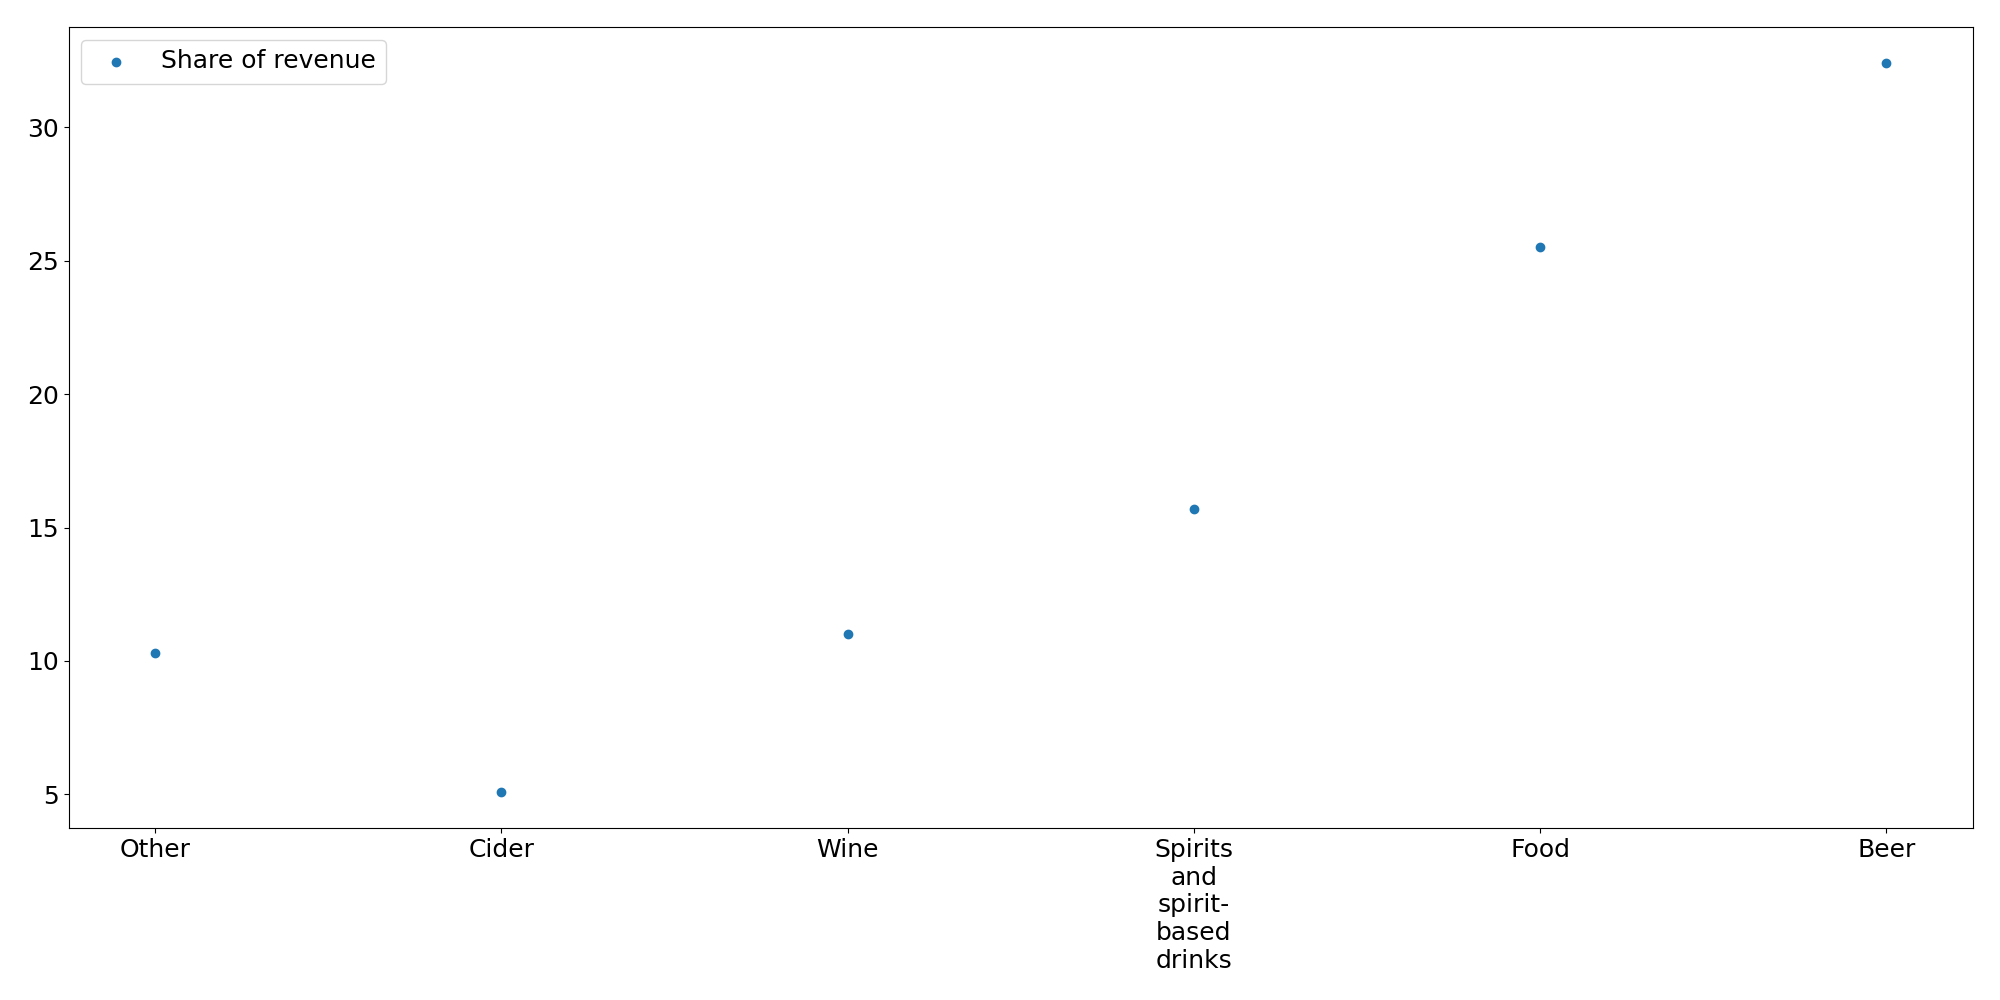 Share of revenue
30
25
20
15
10
5
Other Cider Wine Spirits Food Beer
and
spirit-
based
drinks